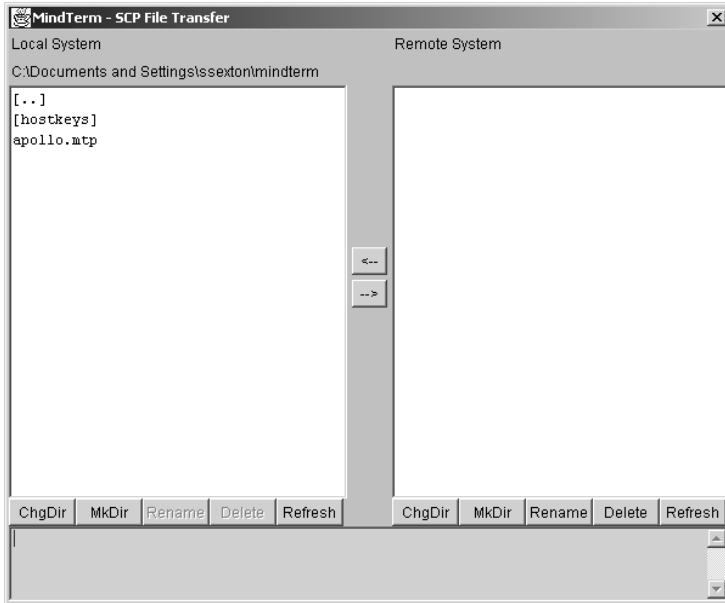 MindTerm - SCP File Transfer
Local System
Remote System
C:\Documents and Settings\ssexton\mindterm
[..]
[hostkeys]
apollo.mtp
<--
-->
ChgDir MkDir Rename Delete Refresh
ChgDir MkDir Rename Delete Refresh